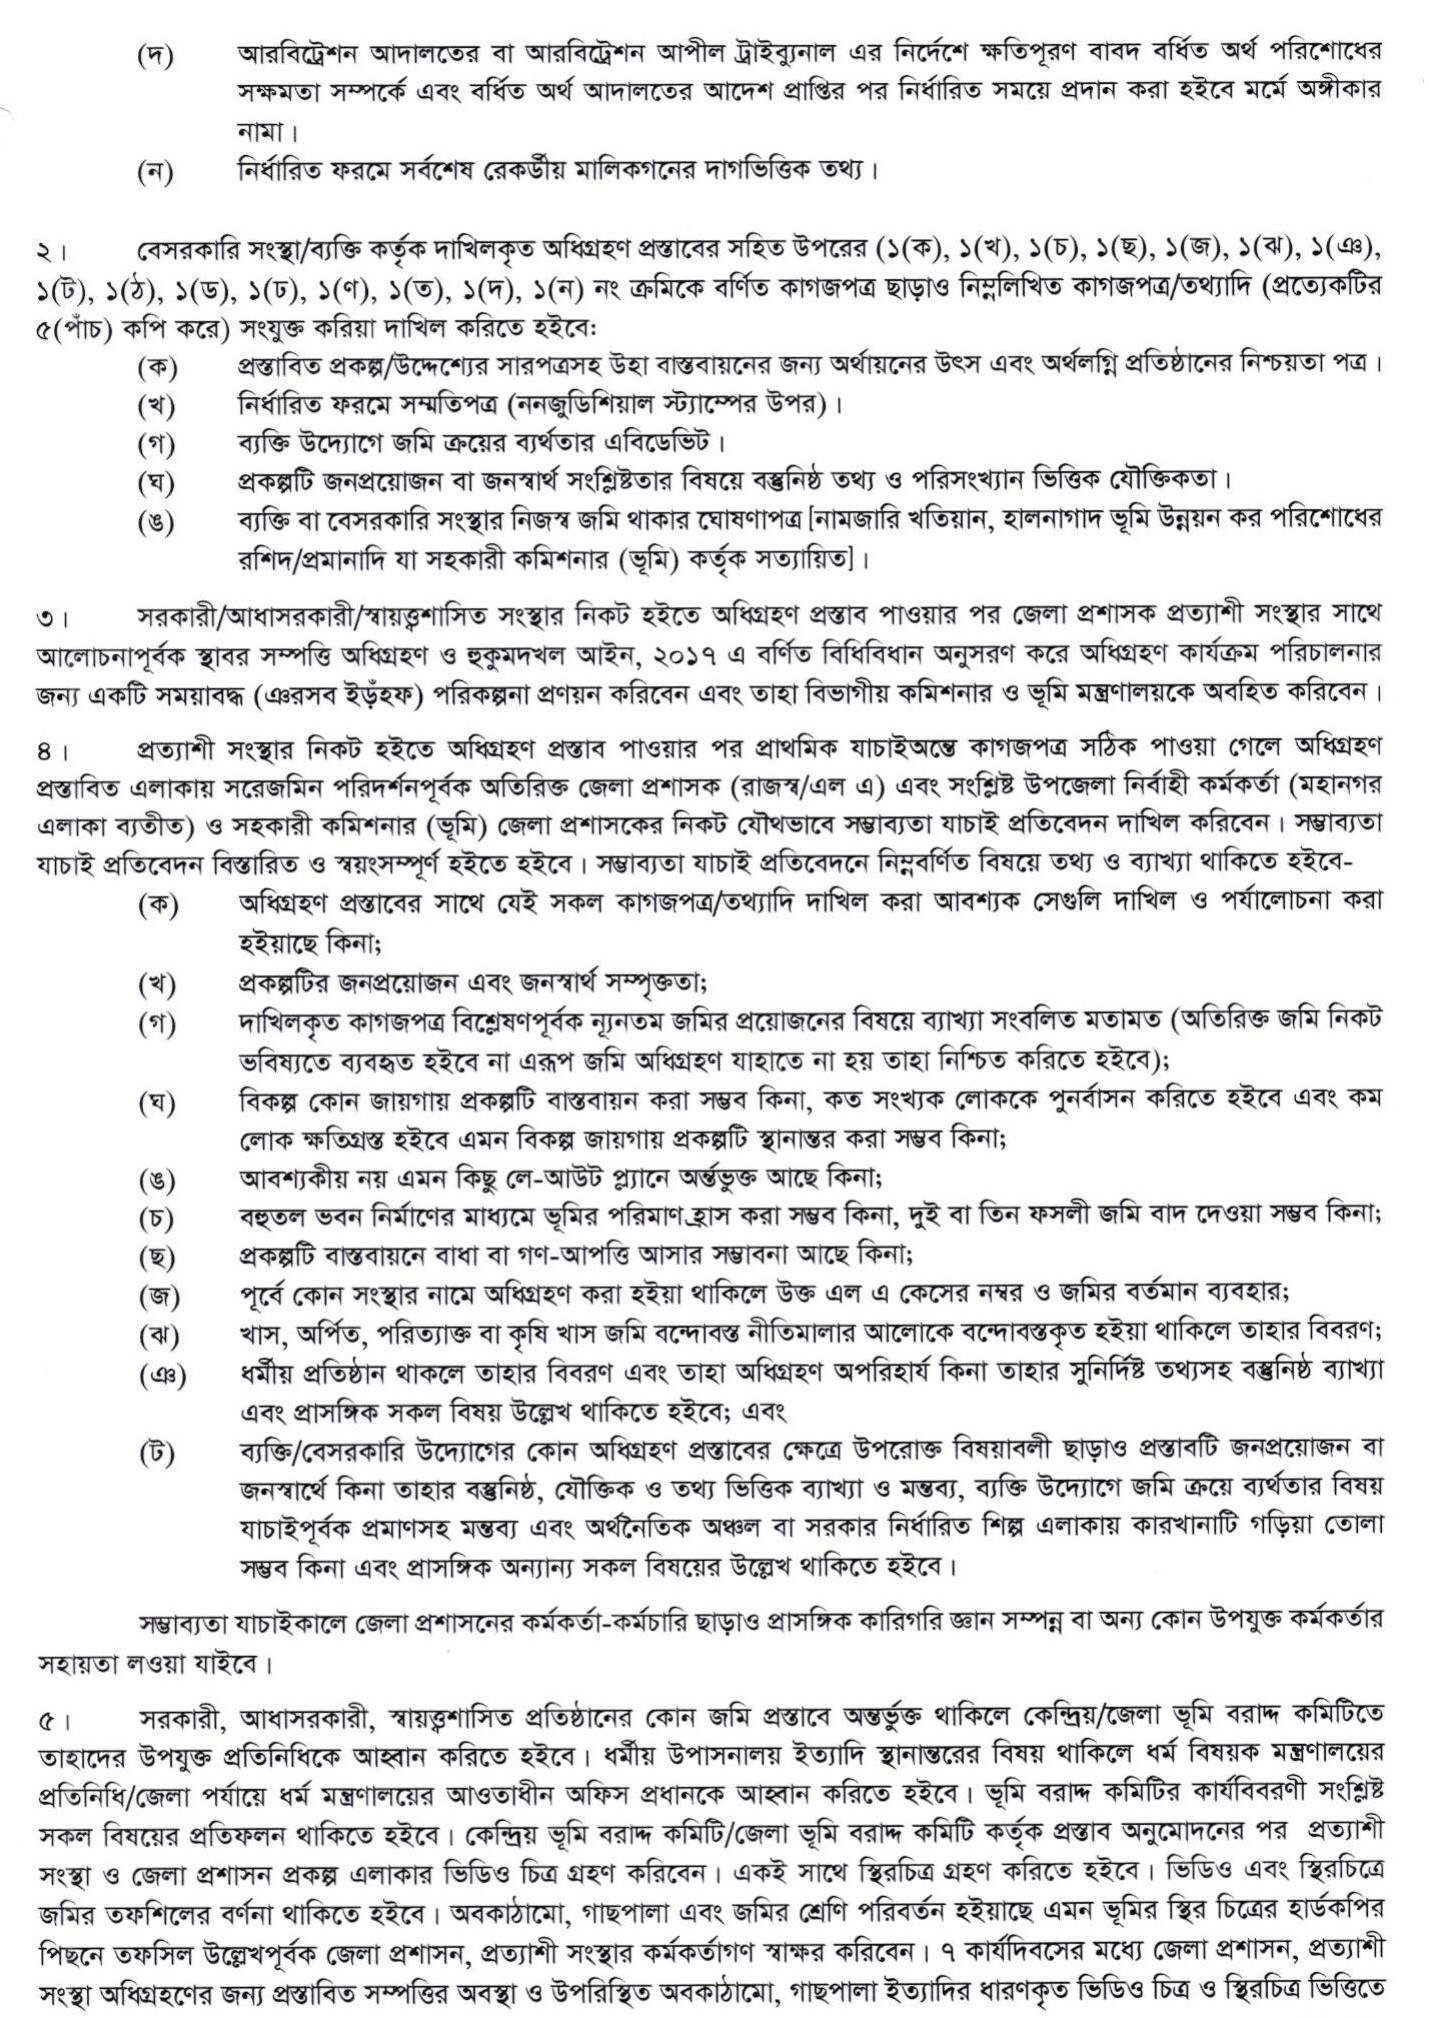 (দ) আরবিট্রেশন আদালতের বা আরবিট্রেশন আপীল ট্রাইব্যুনাল এর নির্দেশে ক্ষতিপূরণ বাবদ বর্ধিত অর্থ পরিশোধের
সক্ষমতা সম্পর্কে এবং বর্ধিত অর্থ আদালতের আদেশ প্রাপ্তির পর নির্ধারিত সময়ে প্রদান করা হইবে মর্মে অঙ্গীকার
নামা।
(ন) নির্ধারিত ফরমে সর্বশেষ রেকর্ডীয় মালিকগনের দাগভিত্তিক তথ্য।
২। বেসরকারি সংস্থা/ব্যক্তি কর্তৃক দাখিলকৃত অধিগ্রহণ প্রস্তাবের সহিত উপরের (১(ক), ১(খ), ১(চ), ১(ছ), ১(জ), ১(ঝ), ১(ঞ),
১(ট), ১(ঠ), ১(ড), ১(ঢ), ১(ণ), ১(ত), ১(দ), ১(ন) নং ক্রমিকে বর্ণিত কাগজপত্র ছাড়াও নিম্নলিখিত কাগজপত্র/তথ্যাদি (প্রত্যেকটির
৫(পাঁচ) কপি করে) সংযুক্ত করিয়া দাখিল করিতে হইবেঃ
(ক) প্রস্তাবিত প্রকল্প/উদ্দেশ্যের সারপত্রসহ উহা বাস্তবায়নের জন্য অর্থায়নের উৎস এবং অর্থলগ্নি প্রতিষ্ঠানের নিশ্চয়তা পত্র।
(খ) নির্ধারিত ফরমে সম্মতিপত্র (ননজুডিশিয়াল স্ট্যাম্পের উপর)।
(গ) ব্যক্তি উদ্যোগে জমি ক্রয়ের ব্যর্থতার এবিডেভিট।
(ঘ) প্রকল্পটি জনপ্রয়োজন বা জনস্বার্থ সংশ্লিষ্টতার বিষয়ে বস্তুনিষ্ঠ তথ্য ও পরিসংখ্যান ভিত্তিক যৌক্তিকতা।
(ঙ) ব্যক্তি বা বেসরকারি সংস্থার নিজস্ব জমি থাকার ঘোষণাপত্র [নামজারি খতিয়ান, হালনাগাদ ভূমি উন্নয়ন কর পরিশোধের
রশিদ/প্রমানাদি যা সহকারী কমিশনার (ভূমি) কর্তৃক সত্যায়িত]।
৩। সরকারী/আধাসরকারী/স্বায়ত্তশাসিত সংস্থার নিকট হইতে অধিগ্রহণ প্রস্তাব পাওয়ার পর জেলা প্রশাসক প্রত্যাশী সংস্থার সাথে
আলোচনাপূর্বক স্থাবর সম্পত্তি অধিগ্রহণ ও হুকুমদখল আইন, ২০১৭ এ বর্ণিত বিধিবিধান অনুসরণ করে অধিগ্রহণ কার্যক্রম পরিচালনার
জন্য একটি সময়াবদ্ধ (ঞরসব ইড়ঁহফ) পরিকল্পনা প্রণয়ন করিবেন এবং তাহা বিভাগীয় কমিশনার ও ভূমি মন্ত্রণালয়কে অবহিত করিবেন।
৪। প্রত্যাশী সংস্থার নিকট হইতে অধিগ্রহণ প্রস্তাব পাওয়ার পর প্রাথমিক যাচাইঅন্তে কাগজপত্র সঠিক পাওয়া গেলে অধিগ্রহণ
প্রস্তাবিত এলাকায় সরেজমিন পরিদর্শনপূর্বক অতিরিক্ত জেলা প্রশাসক (রাজস্ব/এল এ) এবং সংশ্লিষ্ট উপজেলা নির্বাহী কর্মকর্তা (মহানগর
এলাকা ব্যতীত) ও সহকারী কমিশনার (ভূমি) জেলা প্রশাসকের নিকট যৌথভাবে সম্ভাব্যতা যাচাই প্রতিবেদন দাখিল করিবেন। সম্ভাব্যতা
যাচাই প্রতিবেদন বিস্তারিত ও স্বয়ংসম্পূর্ণ হইতে হইবে। সম্ভাব্যতা যাচাই প্রতিবেদনে নিম্নবর্ণিত বিষয়ে তথ্য ও ব্যাখ্যা থাকিতে হইবে-
(ক) অধিগ্রহণ প্রস্তাবের সাথে যেই সকল কাগজপত্র/তথ্যাদি দাখিল করা আবশ্যক সেগুলি দাখিল ও পর্যালোচনা করা
হইয়াছে কিনা;
(খ) প্রকল্পটির জনপ্রয়োজন এবং জনস্বার্থ সম্পৃক্ততা;
(গ) দাখিলকৃত কাগজপত্র বিশ্লেষণপূর্বক ন্যূনতম জমির প্রয়োজনের বিষয়ে ব্যাখ্যা সংবলিত মতামত (অতিরিক্ত জমি নিকট
ভবিষ্যতে ব্যবহৃত হইবে না এরূপ জমি অধিগ্রহণ যাহাতে না হয় তাহা নিশ্চিত করিতে হইবে);
(ঘ) বিকল্প কোন জায়গায় প্রকল্পটি বাস্তবায়ন করা সম্ভব কিনা, কত সংখ্যক লোককে পুনর্বাসন করিতে হইবে এবং কম
লোক ক্ষতিগ্রস্ত হইবে এমন বিকল্প জায়গায় প্রকল্পটি স্থানান্তর করা সম্ভব কিনা;
(ঙ) আবশ্যকীয় নয় এমন কিছু লে-আউট প্ল্যানে অর্ন্তভুক্ত আছে কিনা;
(চ) বহুতল ভবন নির্মাণের মাধ্যমে ভূমির পরিমাণ হ্রাস করা সম্ভব কিনা, দুই বা তিন ফসলী জমি বাদ দেওয়া সম্ভব কিনা;
(ছ) প্রকল্পটি বাস্তবায়নে বাধা বা গণ-আপত্তি আসার সম্ভাবনা আছে কিনা;
(জ) পূর্বে কোন সংস্থার নামে অধিগ্রহণ করা হইয়া থাকিলে উক্ত এল এ কেসের নম্বর ও জমির বর্তমান ব্যবহার;
(ঝ) খাস, অর্পিত, পরিত্যাক্ত বা কৃষি খাস জমি বন্দোবস্ত নীতিমালার আলোকে বন্দোবস্তকৃত হইয়া থাকিলে তাহার বিবরণ;
(ঞ) ধর্মীয় প্রতিষ্ঠান থাকলে তাহার বিবরণ এবং তাহা অধিগ্রহণ অপরিহার্য কিনা তাহার সুনির্দিষ্ট তথ্যসহ বস্তুনিষ্ঠ ব্যাখ্যা
এবং প্রাসঙ্গিক সকল বিষয় উল্লেখ থাকিতে হইবে; এবং
(ট) ব্যক্তি/বেসরকারি উদ্যোগের কোন অধিগ্রহণ প্রস্তাবের ক্ষেত্রে উপরোক্ত বিষয়াবলী ছাড়াও প্রস্তাবটি জনপ্রয়োজন বা
জনস্বার্থে কিনা তাহার বস্তুনিষ্ঠ, যৌক্তিক ও তথ্য ভিত্তিক ব্যাখ্যা ও মন্তব্য, ব্যক্তি উদ্যোগে জমি ক্রয়ে ব্যর্থতার বিষয়
যাচাইপূর্বক প্রমাণসহ মন্তব্য এবং অর্থনৈতিক অঞ্চল বা সরকার নির্ধারিত শিল্প এলাকায় কারখানাটি গড়িয়া তোলা
সম্ভব কিনা এবং প্রাসঙ্গিক অন্যান্য সকল বিষয়ের উল্লেখ থাকিতে হইবে।
সম্ভাব্যতা যাচাইকালে জেলা প্রশাসনের কর্মকর্তা-কর্মচারি ছাড়াও প্রাসঙ্গিক কারিগরি জ্ঞান সম্পন্ন বা অন্য কোন উপযুক্ত কর্মকর্তার
সহায়তা লওয়া যাইবে।
৫। সরকারী, আধাসরকারী, স্বায়ত্তশাসিত প্রতিষ্ঠানের কোন জমি প্রস্তাবে অন্তর্ভুক্ত থাকিলে কেন্দ্রিয়/জেলা ভূমি বরাদ্দ কমিটিতে
তাহাদের উপযুক্ত প্রতিনিধিকে আহ্বান করিতে হইবে। ধর্মীয় উপাসনালয় ইত্যাদি স্থানান্তরের বিষয় থাকিলে ধর্ম বিষয়ক মন্ত্রণালয়ের
প্রতিনিধি/জেলা পর্যায়ে ধর্ম মন্ত্রণালয়ের আওতাধীন অফিস প্রধানকে আহ্বান করিতে হইবে। ভূমি বরাদ্দ কমিটির কার্যবিবরণী সংশ্লিষ্ট
সকল বিষয়ের প্রতিফলন থাকিতে হইবে। কেন্দ্রিয় ভূমি বরাদ্দ কমিটি/জেলা ভূমি বরাদ্দ কমিটি কর্তৃক প্রস্তাব অনুমোদনের পর প্রত্যাশী
সংস্থা ও জেলা প্রশাসন প্রকল্প এলাকার ভিডিও চিত্র গ্রহণ করিবেন। একই সাথে স্থিরচিত্র গ্রহণ করিতে হইবে। ভিডিও এবং স্থিরচিত্রে
জমির তফশিলের বর্ণনা থাকিতে হইবে। অবকাঠামো, গাছপালা এবং জমির শ্রেণি পরিবর্তন হইয়াছে এমন ভূমির স্থির চিত্রের হার্ডকপির
পিছনে তফসিল উল্লেখপূর্বক জেলা প্রশাসন, প্রত্যাশী সংস্থার কর্মকর্তাগণ স্বাক্ষর করিবেন। ৭ কার্যদিবসের মধ্যে জেলা প্রশাসন, প্রত্যাশী
সংস্থা অধিগ্রহণের জন্য প্রস্তাবিত সম্পত্তির অবস্থা ও উপরিস্থিত অবকাঠামো, গাছপালা ইত্যাদির ধারণকৃত ভিডিও চিত্র ও স্থিরচিত্র ভিত্তিতে